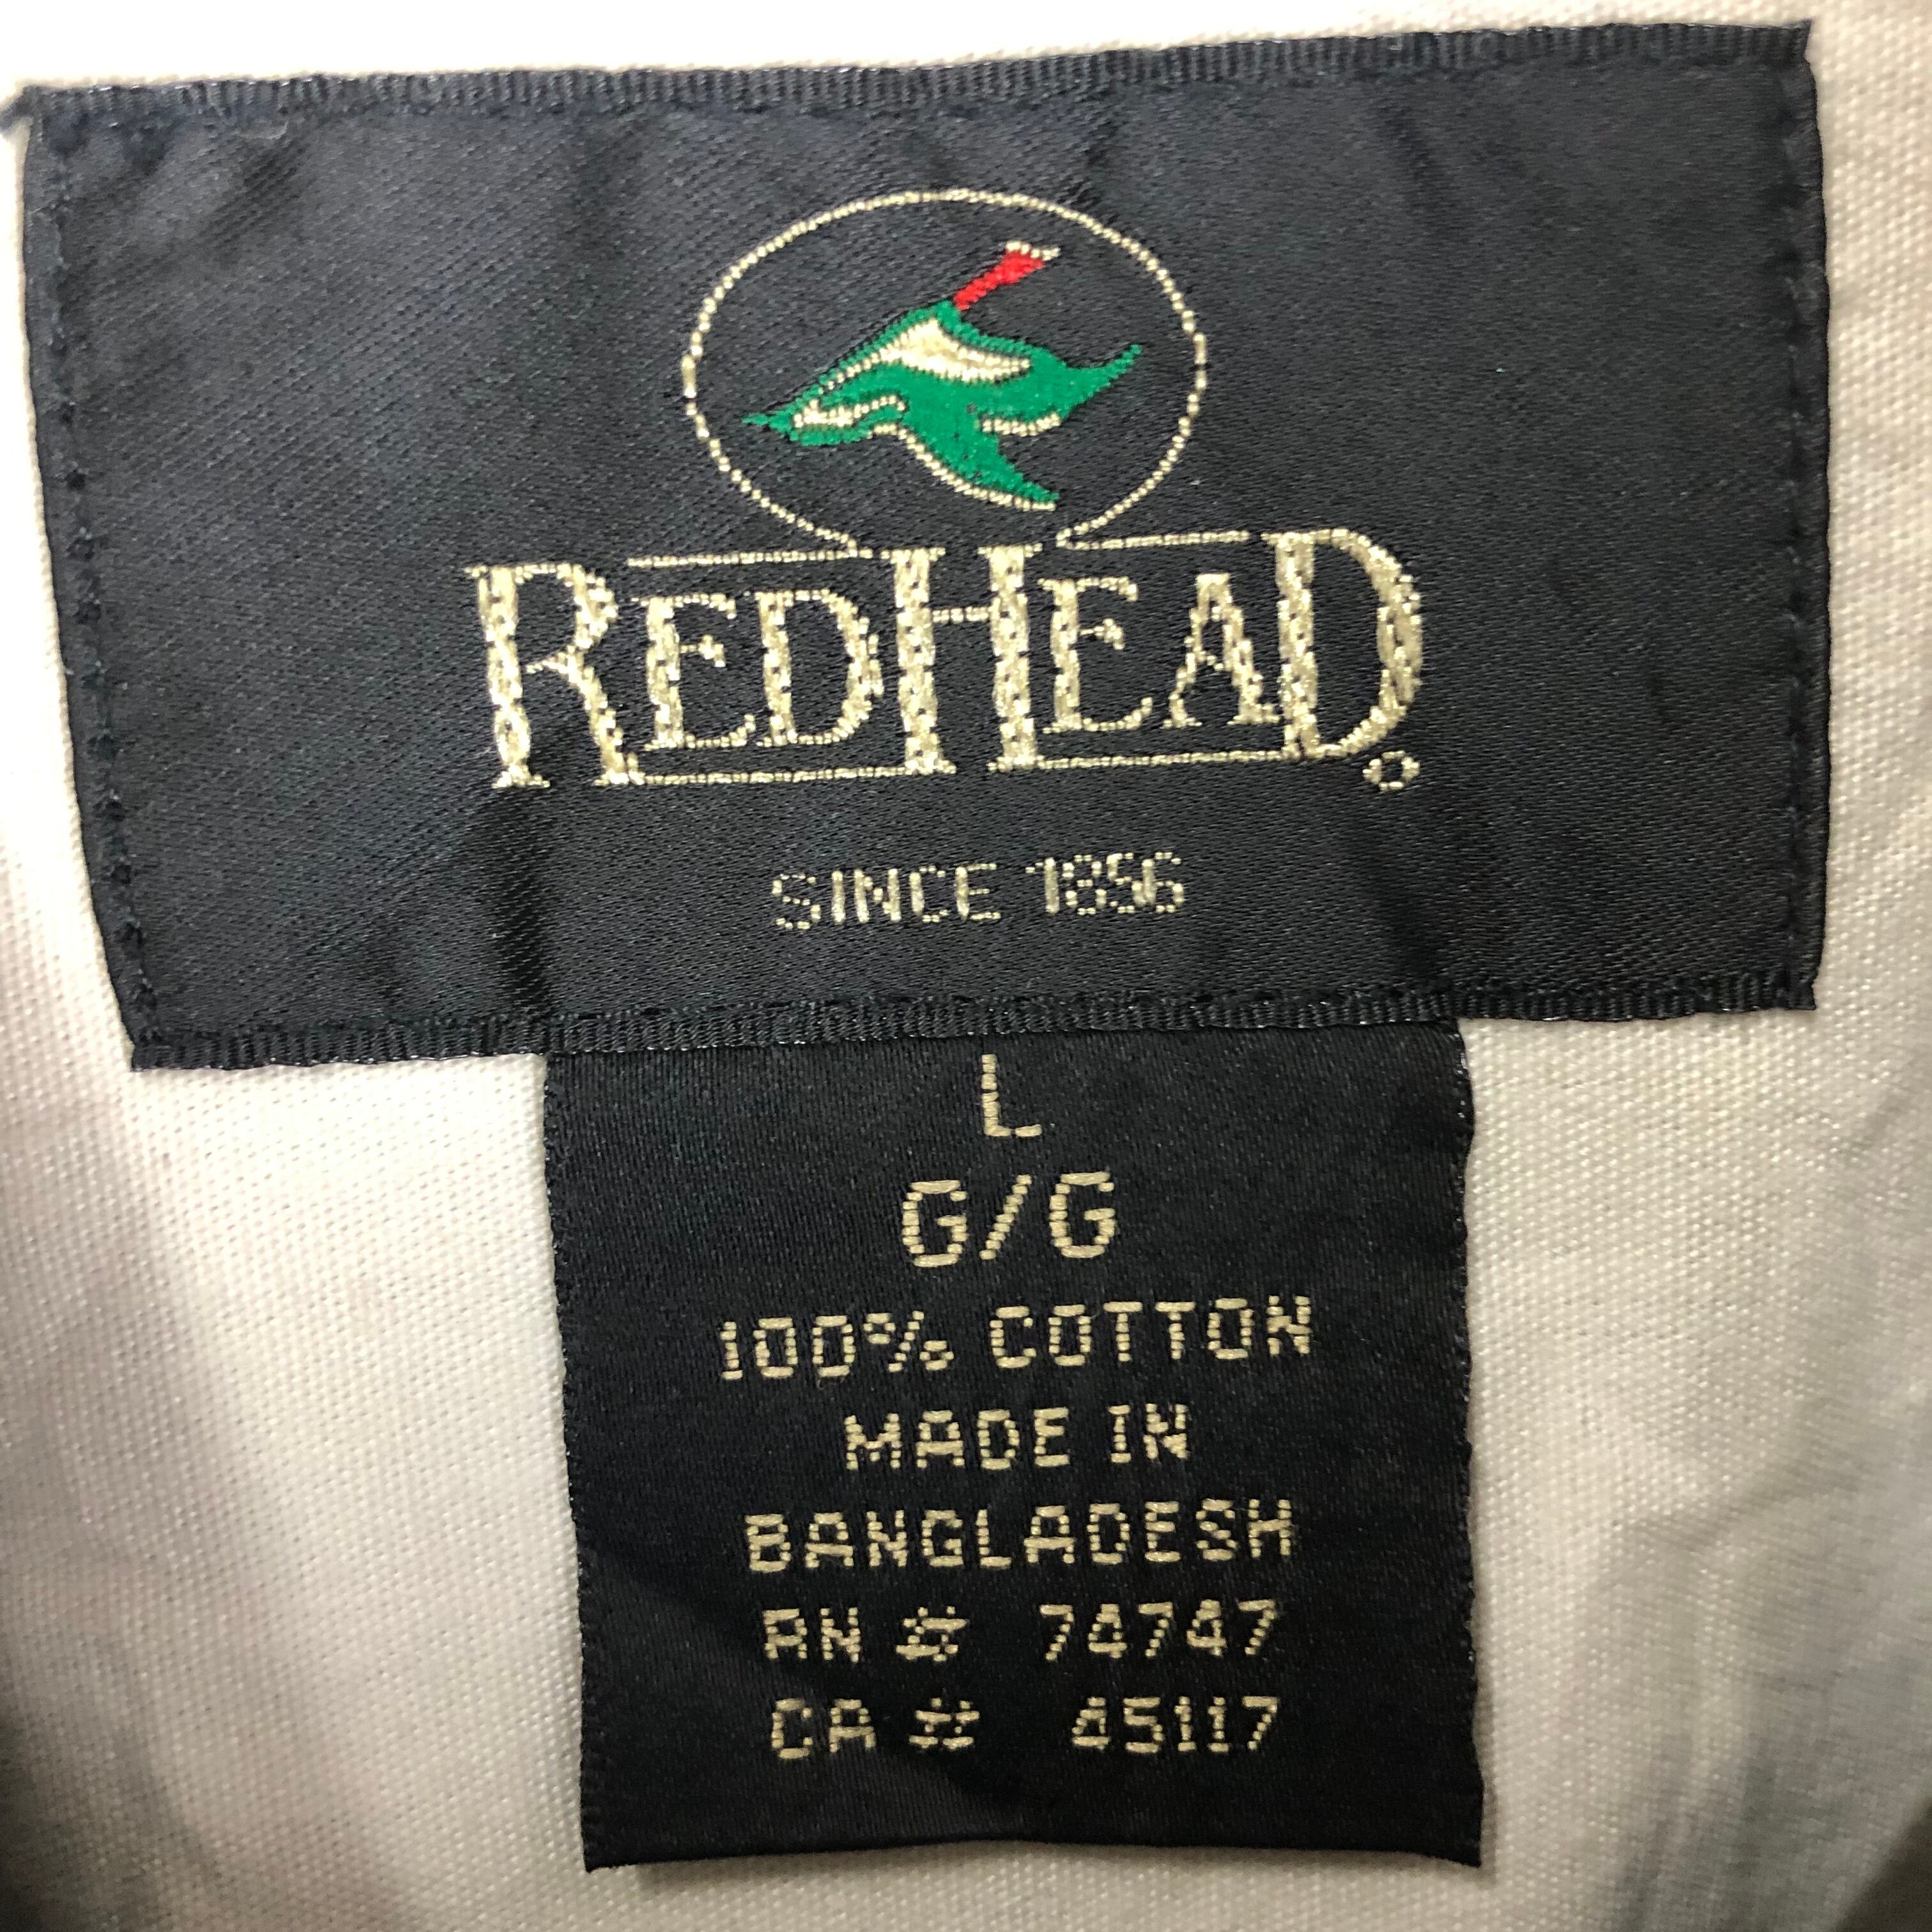 REDHEAD
SINCE 1856
L
G/G
100% COTTON
MADE IN
BANGLADESH
RN # 74747
CA # 45117